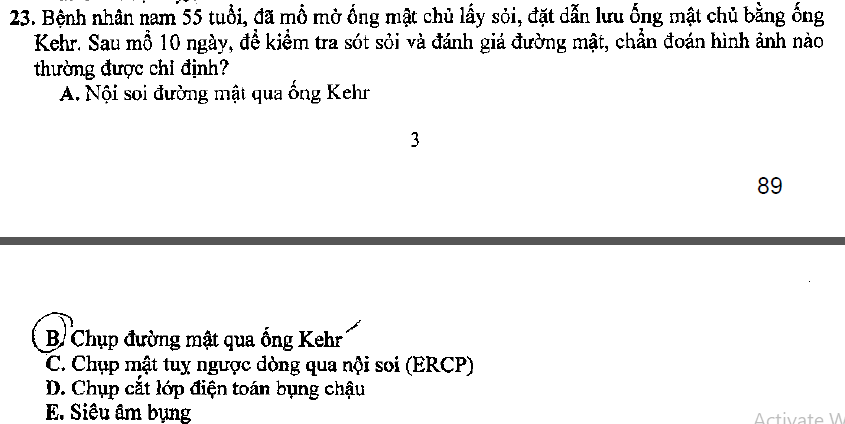 23. Bệnh nhân nam 55 tuổi, đã mổ mở ống mật chủ lấy sỏi, đặt dẫn lưu ống mật chủ bằng ống
Kehr. Sau mổ 10 ngày, để kiểm tra sót sỏi và đánh giá đường mật, chẩn đoán hình ảnh nào
thường được chỉ định?
A. Nội soi đường mật qua ống Kehr
3
89
B. Chụp đường mật qua ống Kehr
C. Chụp mật tuỵ ngược dòng qua nội soi (ERCP)
D. Chụp cắt lớp điện toán bụng chậu
E. Siêu âm bụng
Activate W